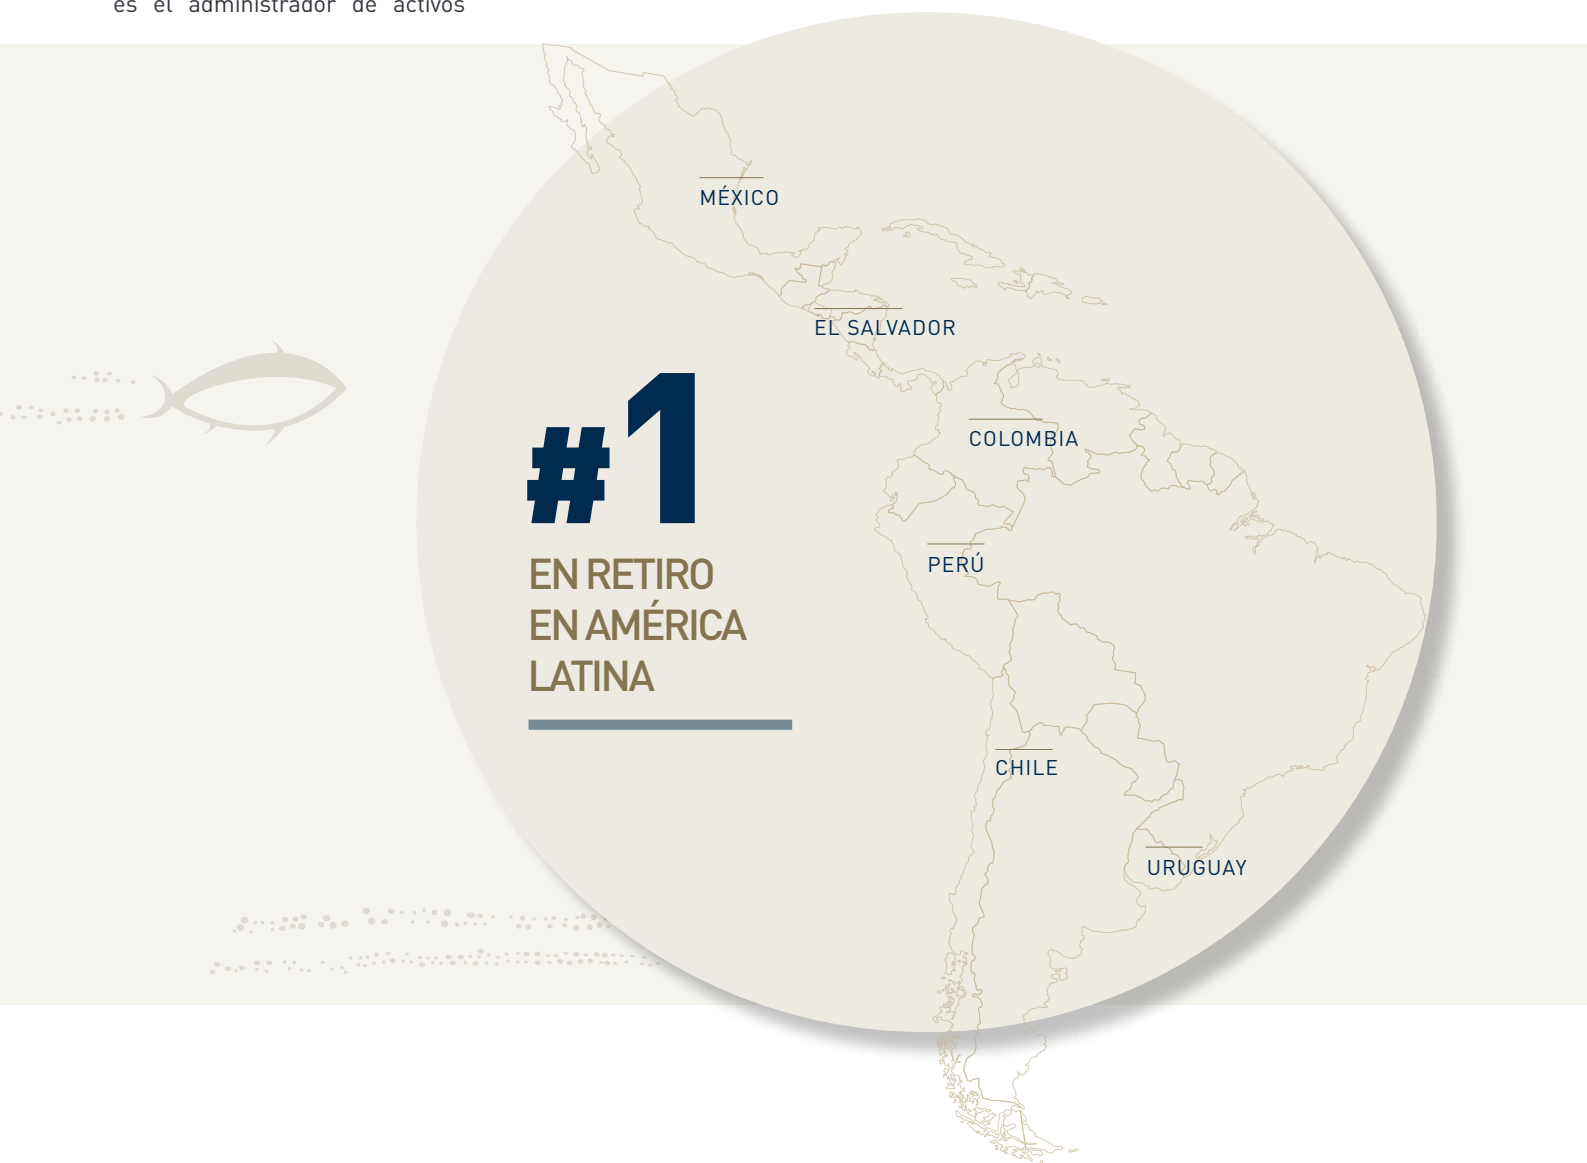 es el administrador de activos
MÉXICO
EL SALVADOR
#1
EN RETIRO
EN AMÉRICA
LATINA
COLOMBIA
PERÚ
CHILE
URUGUAY